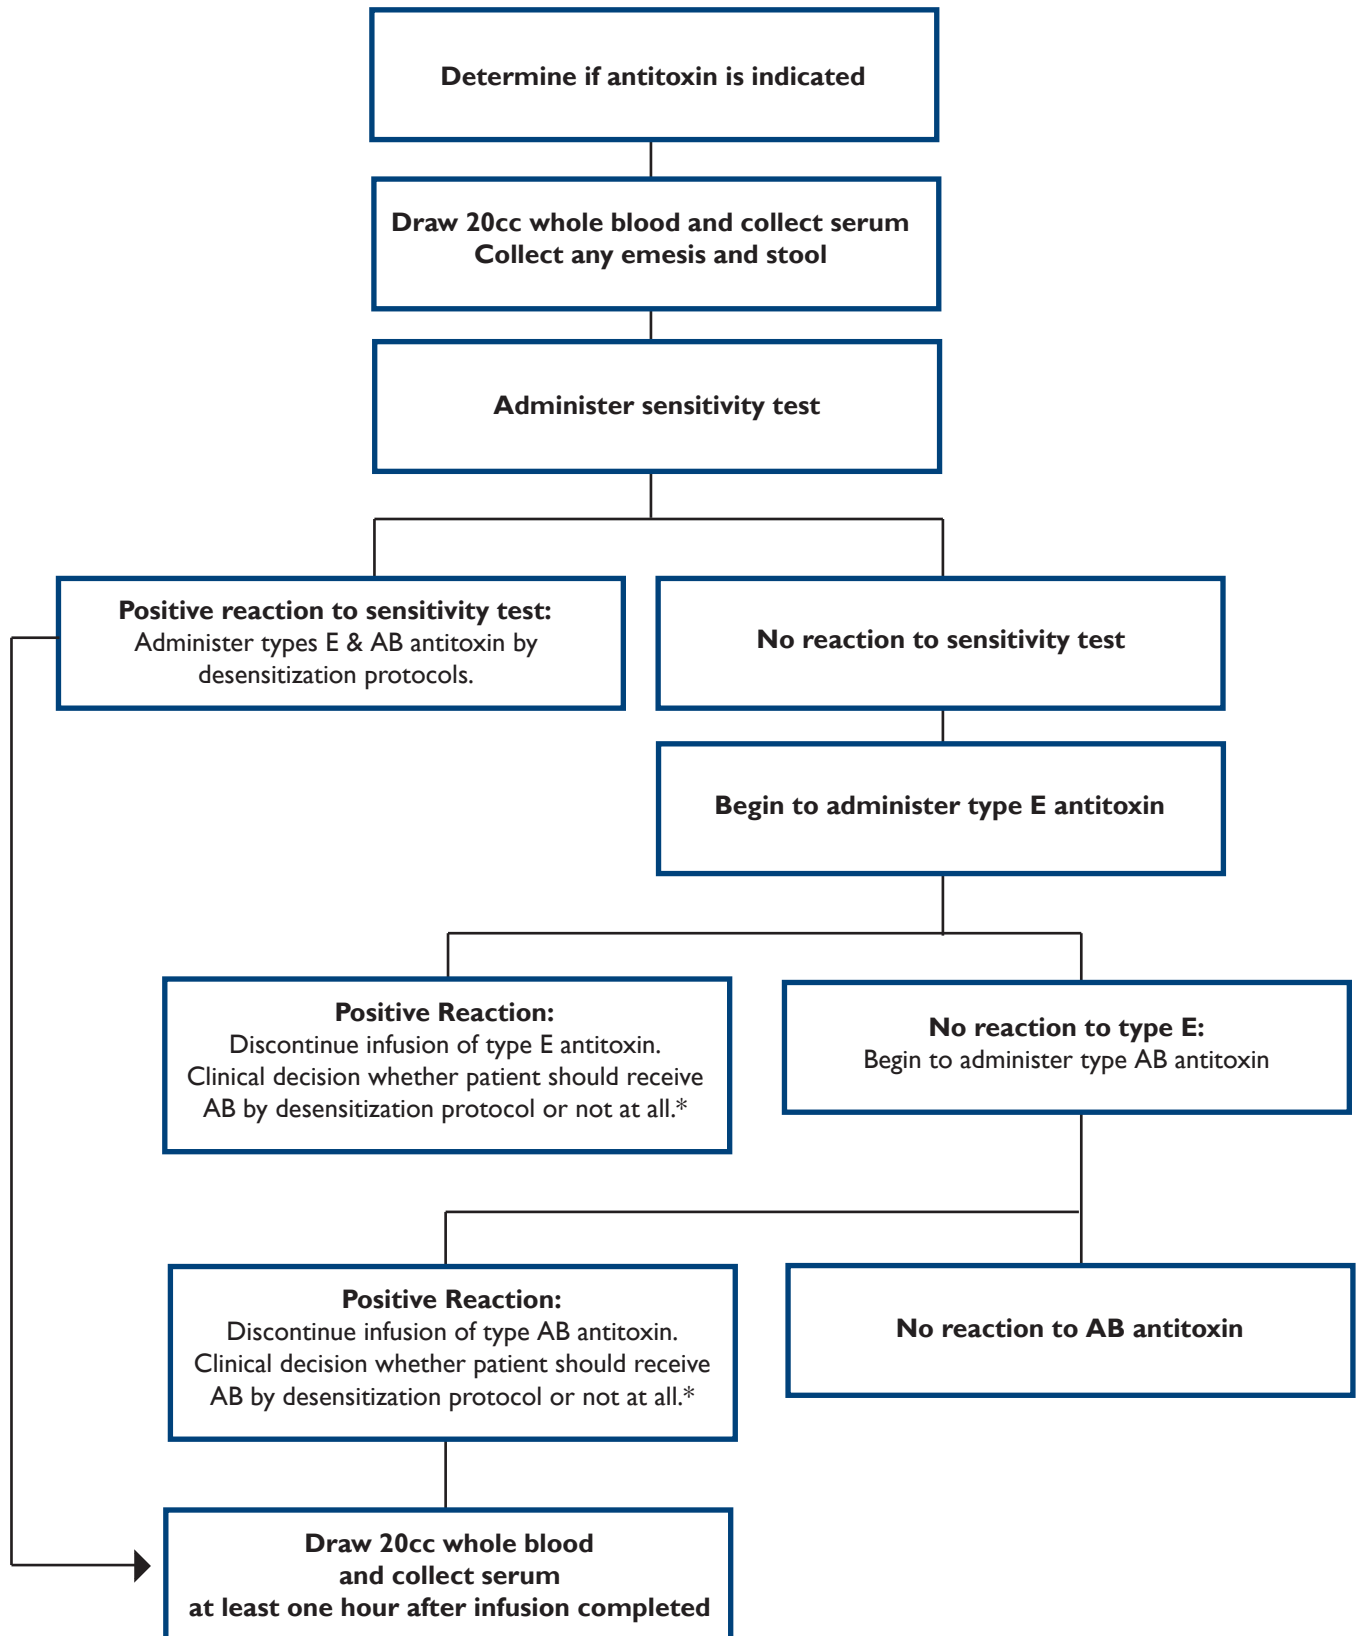 Determine if antitoxin is indicated
Draw 20cc whole blood and collect serum
Collect any emesis and stool
Administer sensitivity test
Positive reaction to sensitivity test:
Administer types E & AB antitoxin by
desensitization protocols.
No reaction to sensitivity test
Begin to administer type E antitoxin
Positive Reaction:
Discontinue infusion of type E antitoxin.
Clinical decision whether patient should receive
AB by desensitization protocol or not at all.*
No reaction to type E:
Begin to administer type AB antitoxin
Positive Reaction:
Discontinue infusion of type AB antitoxin.
Clinical decision whether patient should receive
AB by desensitization protocol or not at all.*
No reaction to AB antitoxin
Draw 20cc whole blood
and collect serum
at least one hour after infusion completed